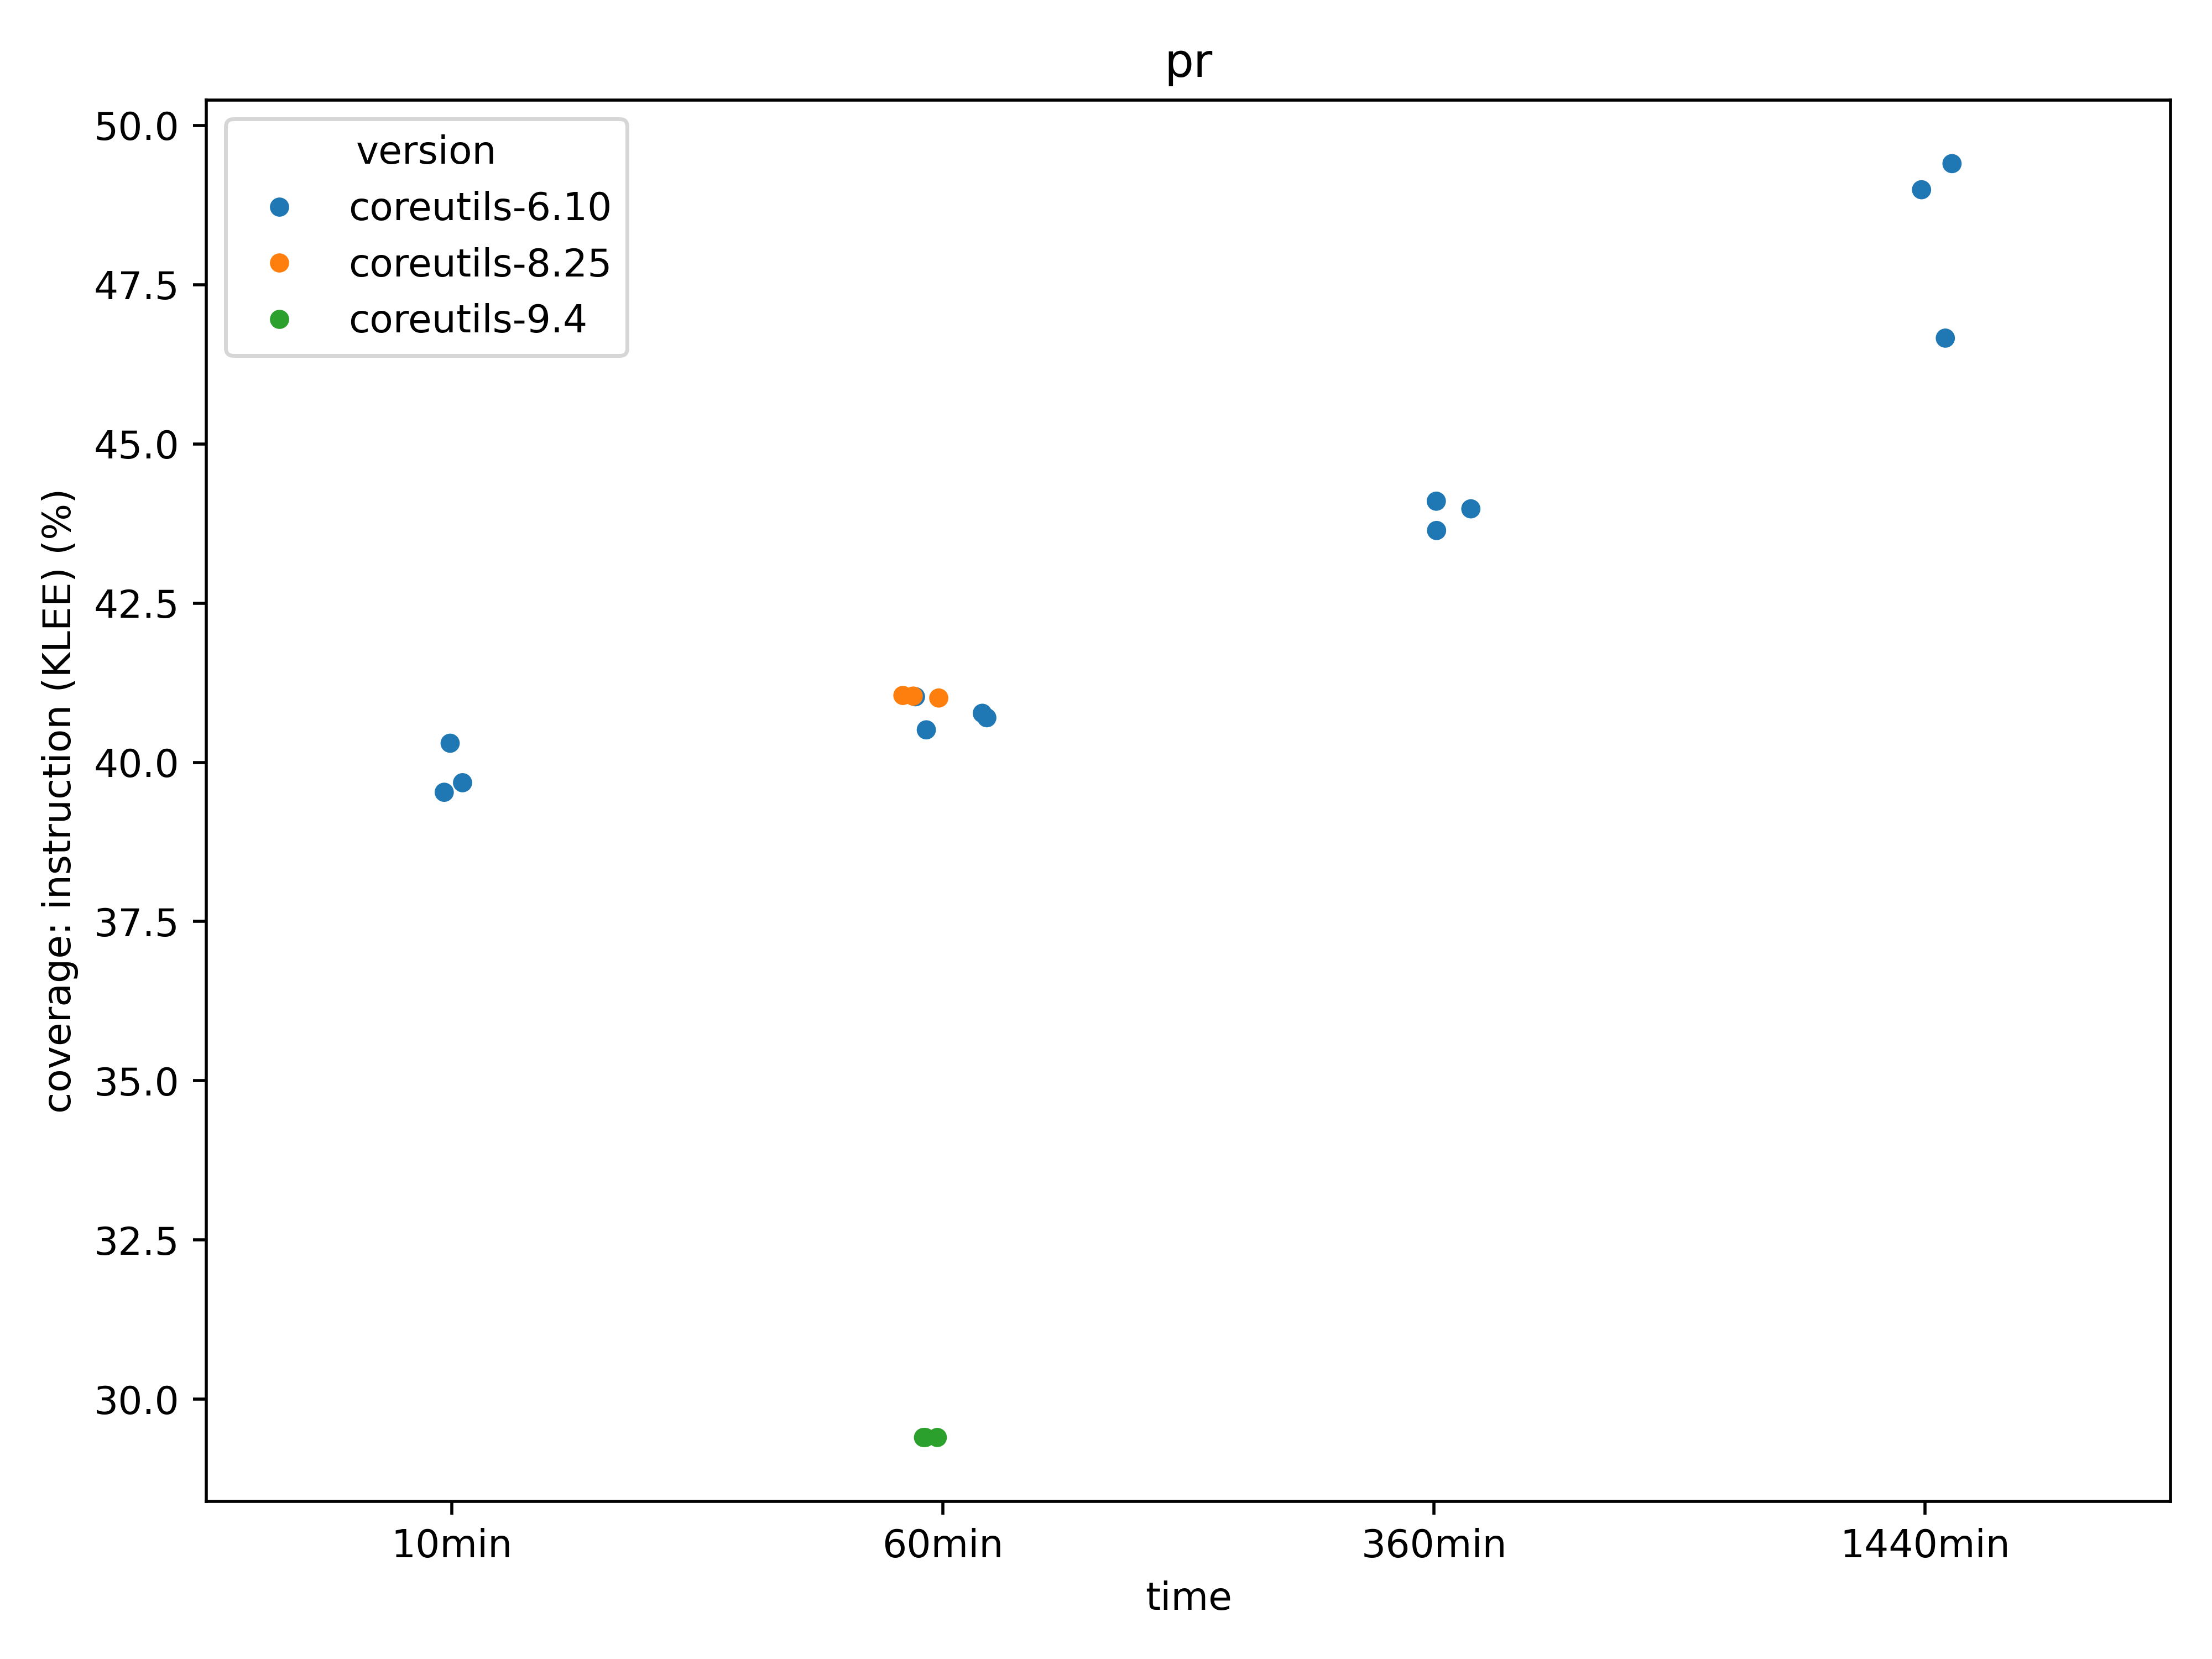 pr
version
coreutils-6.10
coreutils-8.25
coreutils-9.4
coverage: instruction (KLEE) (%)
50.0
47.5
45.0
42.5
40.0
37.5
35.0
32.5
30.0
10min 60min 360min 1440min
time